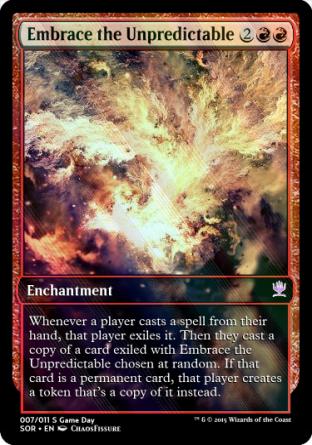 Embrace the Unpredictable 2
Enchantment
Whenever a player casts a spell from their
hand, that player exiles it. Then they cast a
copy of a card exiled with Embrace the
Unpredictable chosen at random. If that
card is a permanent card, that player creates
a token that's a copy of it instead.
007/011 S Game Day
SOR • EN ChaosFissure
™ & © 2015 Wizards of the Coast